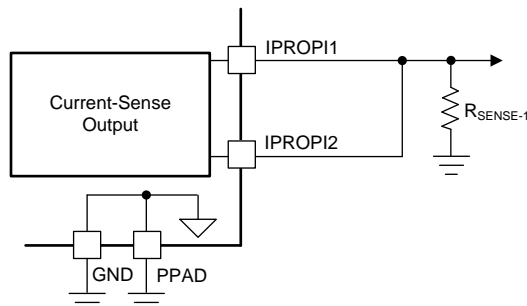 IPROPI1
Current-Sense
Output
RSENSE-1
IPROPI2
GND
PPAD